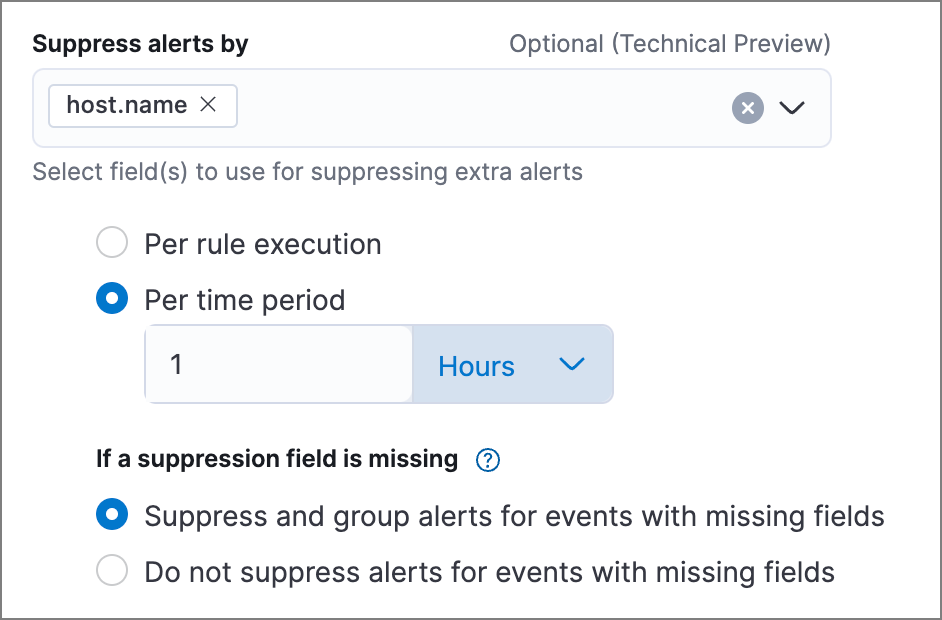 Suppress alerts by Optional (Technical Preview)
host.name
Select field(s) to use for suppressing extra alerts
Per rule execution
Per time period
1 Hours
If a suppression field is missing
Suppress and group alerts for events with missing fields
Do not suppress alerts for events with missing fields